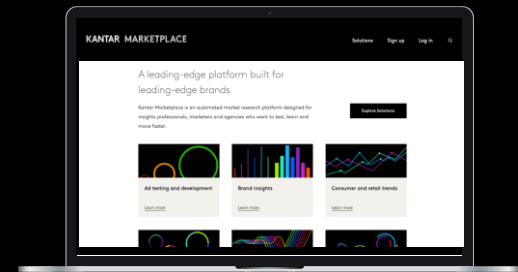 KANTAR MARKETPLACE
Solutions Sign up Log in
A leading-edge platform built for
leading-edge brands
Kantar Marketplace is an automated market research platform designed for
insights professionals, marketers and agencies who want to test, learn and
move faster.
Explore Solutions
Ad testing and development
Brand insights
Consumer and retail trends
Learn more
Learn more
Learn more